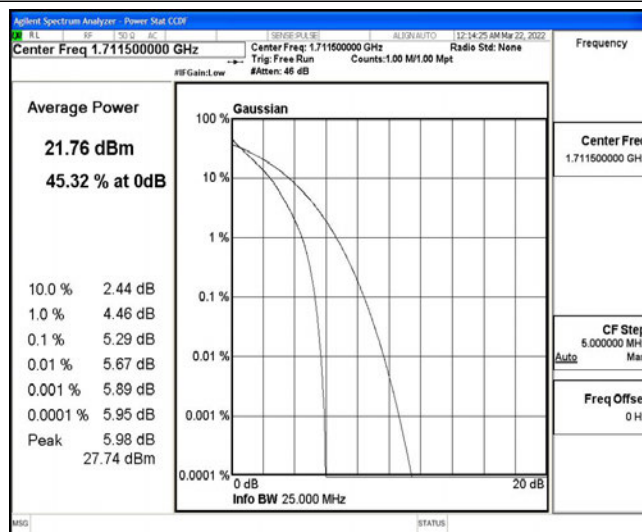 Agilent Spectrum Analyzer - Power Stat CCDF
RL RF 50 Ω AC SENSE:PULSE ALIGN AUTO 12:14:25 AM Mar 22, 2022
Center Freq 1.711500000 GHz
Center Freq: 1.711500000 GHz Radio Std: None
Trig: Free Run Counts:1.00 M/1.00 Mpt
#IFGain:Low #Atten: 46 dB
Frequency
Average Power
21.76 dBm
45.32 % at 0dB
10.0 % 2.44 dB
1.0 % 4.46 dB
0.1 % 5.29 dB
0.01 % 5.67 dB
0.001 % 5.89 dB
0.0001 % 5.95 dB
Peak 5.98 dB
27.74 dBm
Gaussian
100 %
10 %
1 %
0.1 %
0.01 %
0.001 %
0.0001 %
0 dB 20 dB
Info BW 25.000 MHz
Center Fre
1.711500000 GH
CF Ste
5.000000 MH
Auto Ma
Freq Offse
0 H
MSG STATUS